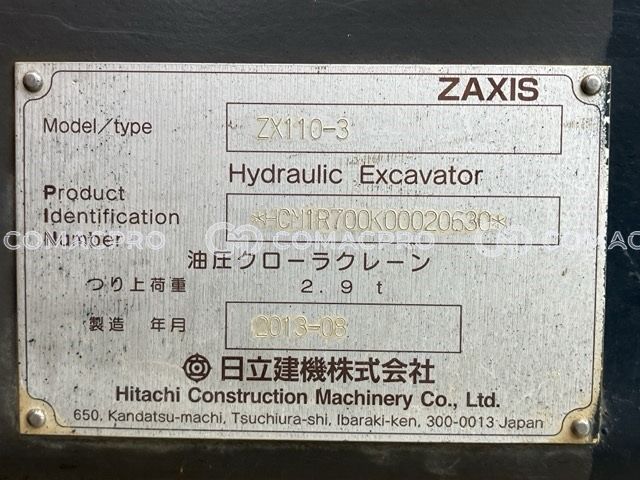 ZAXIS
Model/type ZX110-3
Hydraulic Excavator
Product
Identification
Number *HCM1R700K00020630*
油圧クローラクレーン
つり上荷重 2.9 t
製造 年月 2013-08
日立建機株式会社
Hitachi Construction Machinery Co., Ltd.
650, Kandatsu-machi, Tsuchiura-shi, Ibaraki-ken, 300-0013 Japan
COMACPRO COMACPRO COMACPRO